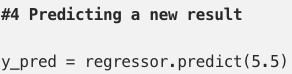 #4 Predicting a new result
y_pred = regressor.predict(5.5)